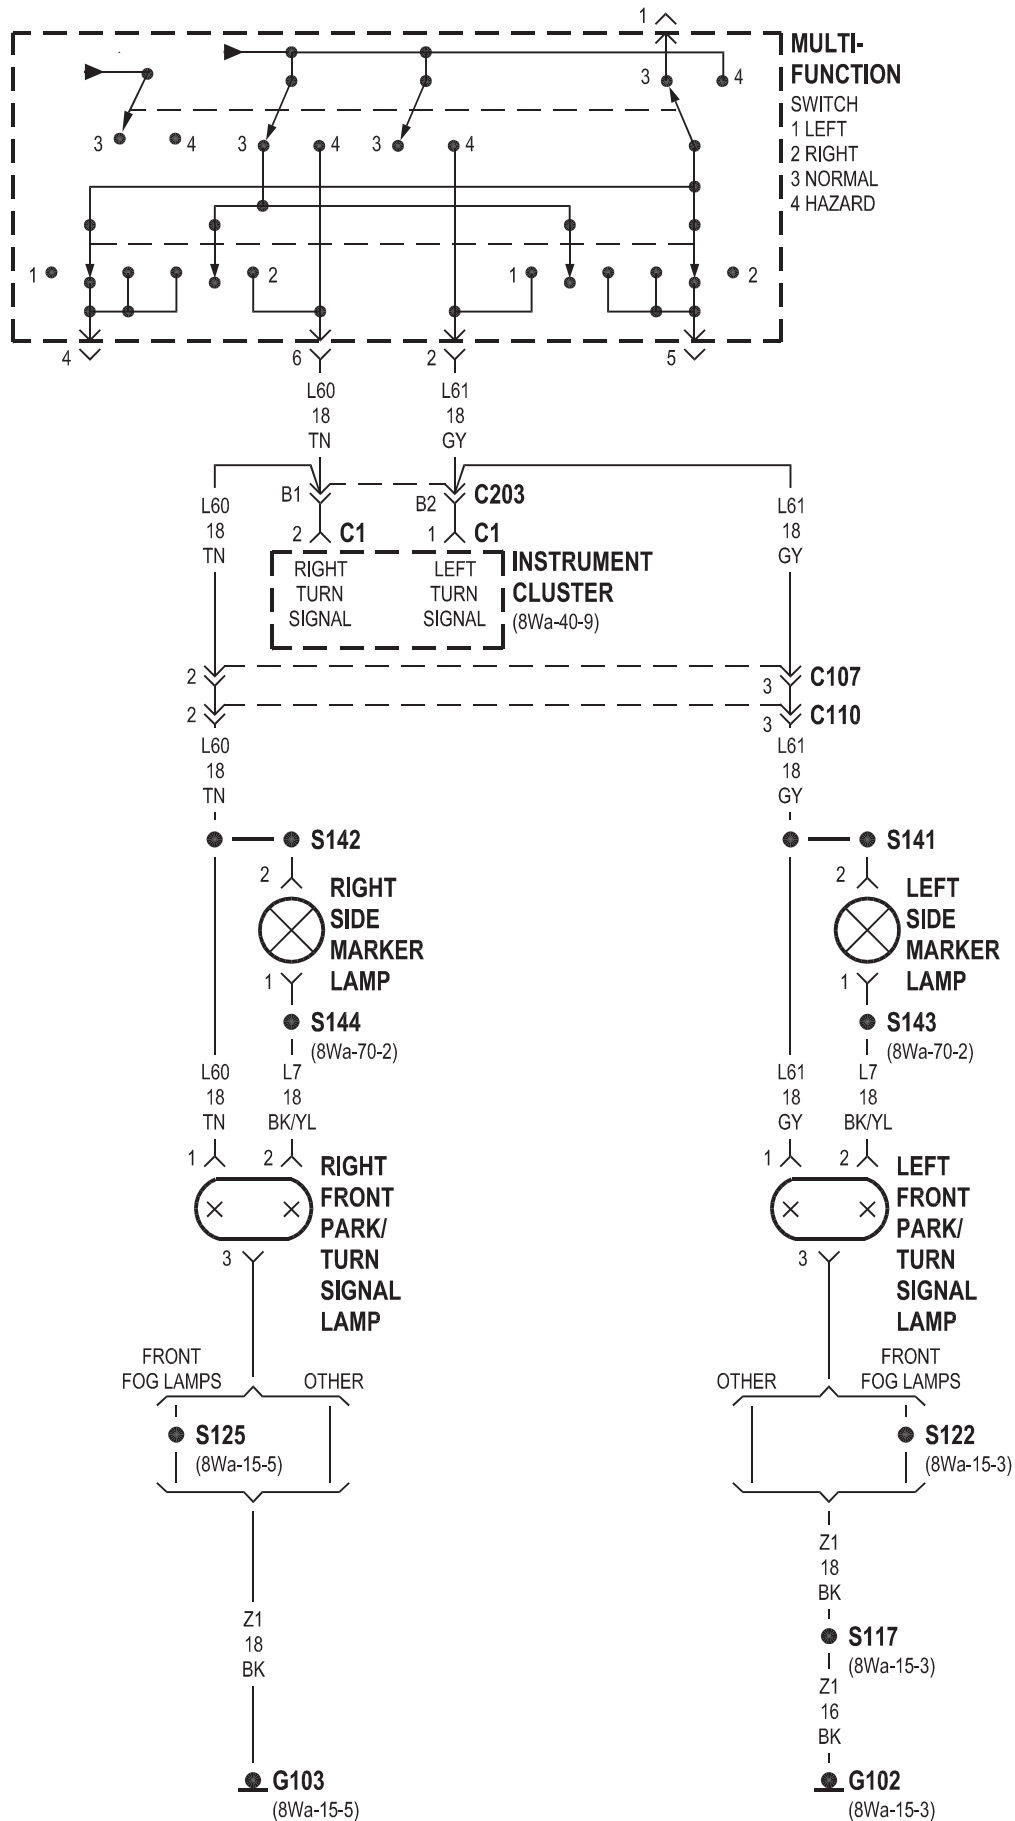 1
MULTI-
FUNCTION
SWITCH
1 LEFT
2 RIGHT
3 NORMAL
4 HAZARD
3 4
3 4 3 4 3 4
1 2 1 2
4 6 2 5
L60
18
TN
L61
18
GY
B1 B2 C203
2 C1 1 C1
L60
18
TN
L61
18
GY
RIGHT
TURN
SIGNAL
LEFT
TURN
SIGNAL
INSTRUMENT
CLUSTER
(8Wa-40-9)
2 3 C107
2 3 C110
L60
18
TN
L61
18
GY
S142
2
RIGHT
SIDE
MARKER
LAMP
1
S144
(8Wa-70-2)
S141
2
LEFT
SIDE
MARKER
LAMP
1
S143
(8Wa-70-2)
L60
18
TN
L7
18
BK/YL
L61
18
GY
L7
18
BK/YL
1 2
RIGHT
FRONT
PARK/
TURN
SIGNAL
LAMP
3
1 2
LEFT
FRONT
PARK/
TURN
SIGNAL
LAMP
3
FRONT
FOG LAMPS
OTHER
S125
(8Wa-15-5)
OTHER
FRONT
FOG LAMPS
S122
(8Wa-15-3)
Z1
18
BK
Z1
18
BK
S117
(8Wa-15-3)
Z1
16
BK
G103
(8Wa-15-5)
G102
(8Wa-15-3)